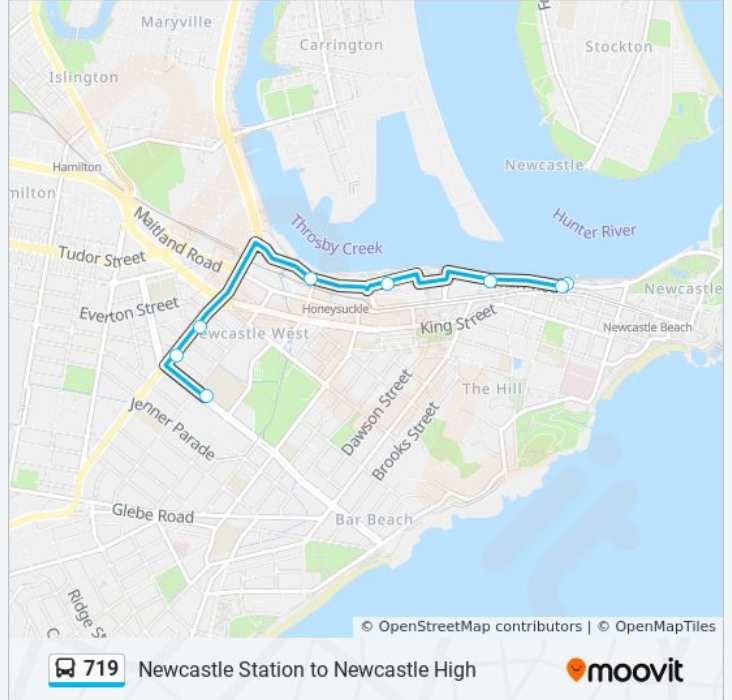 Maryville
Carrington
Stockton
Islington
Hamilton
milton
Newcastle
Maitland Road
Throsby Creek
Hunter River
Tudor Street
Everton Street
Honeysuckle
Newcastle
ewcastle West
King Street
Newcastle Beach
The Hill
Jenner Parade
Dawson Street
Brooks Street
Glebe Road
Bar Beach
Ridge S
© OpenStreetMap contributors | © OpenMapTiles
719 Newcastle Station to Newcastle High
moovit